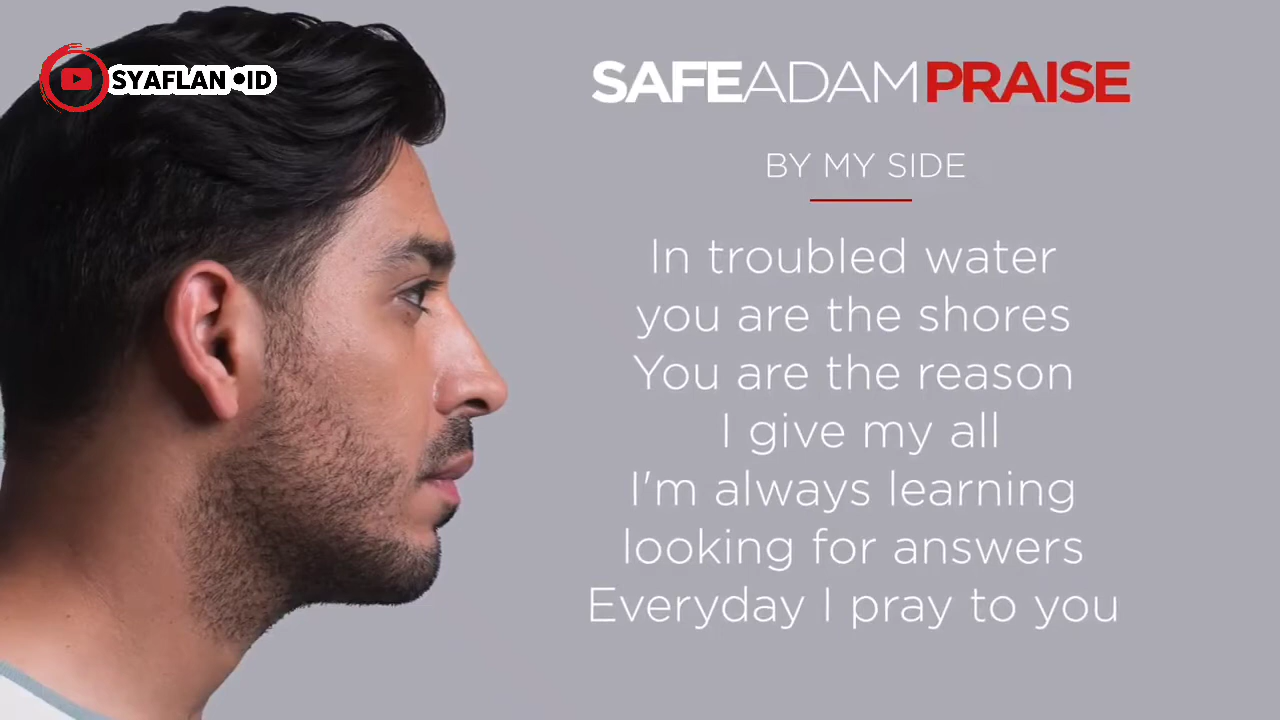 SYAFLAN ID
SAFEADAMPRAISE
BY MY SIDE
In troubled water
you are the shores
You are the reason
I give my all
I'm always learning
looking for answers
Everyday I pray to you